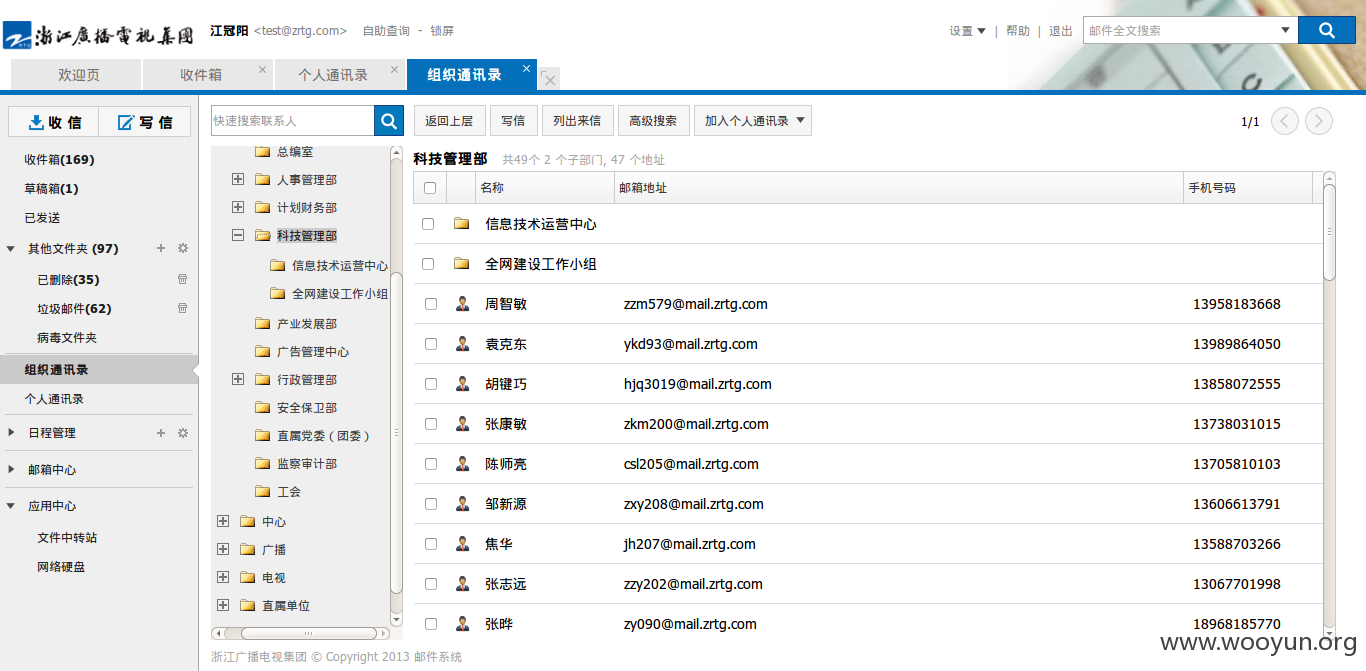 浙江廣播電視集團 江冠阳 <test@zrtg.com> 自助查询 - 锁屏 设置 | 帮助 | 退出 邮件全文搜索
欢迎页 收件箱 个人通讯录 组织通讯录
收信 写信
收件箱(169)
草稿箱(1)
已发送
其他文件夹 (97)
已删除(35)
垃圾邮件(62)
病毒文件夹
组织通讯录
个人通讯录
日程管理
邮箱中心
应用中心
文件中转站
网络硬盘
快速搜索联系人
总编室
人事管理部
计划财务部
科技管理部
信息技术运营中心
全网建设工作小组
产业发展部
广告管理中心
行政管理部
安全保卫部
直属党委（团委）
监察审计部
工会
中心
广播
电视
直属单位
返回上层 写信 列出来信 高级搜索 加入个人通讯录 1/1
科技管理部 共49个 2 个子部门, 47 个地址
名称 邮箱地址 手机号码
信息技术运营中心
全网建设工作小组
周智敏 zzm579@mail.zrtg.com 13958183668
袁克东 ykd93@mail.zrtg.com 13989864050
胡键巧 hjq3019@mail.zrtg.com 13858072555
张康敏 zkm200@mail.zrtg.com 13738031015
陈师亮 csl205@mail.zrtg.com 13705810103
邹新源 zxy208@mail.zrtg.com 13606613791
焦华 jh207@mail.zrtg.com 13588703266
张志远 zzy202@mail.zrtg.com 13067701998
张晔 zy090@mail.zrtg.com 18968185770
浙江广播电视集团 © Copyright 2013 邮件系统
www.wooyun.org